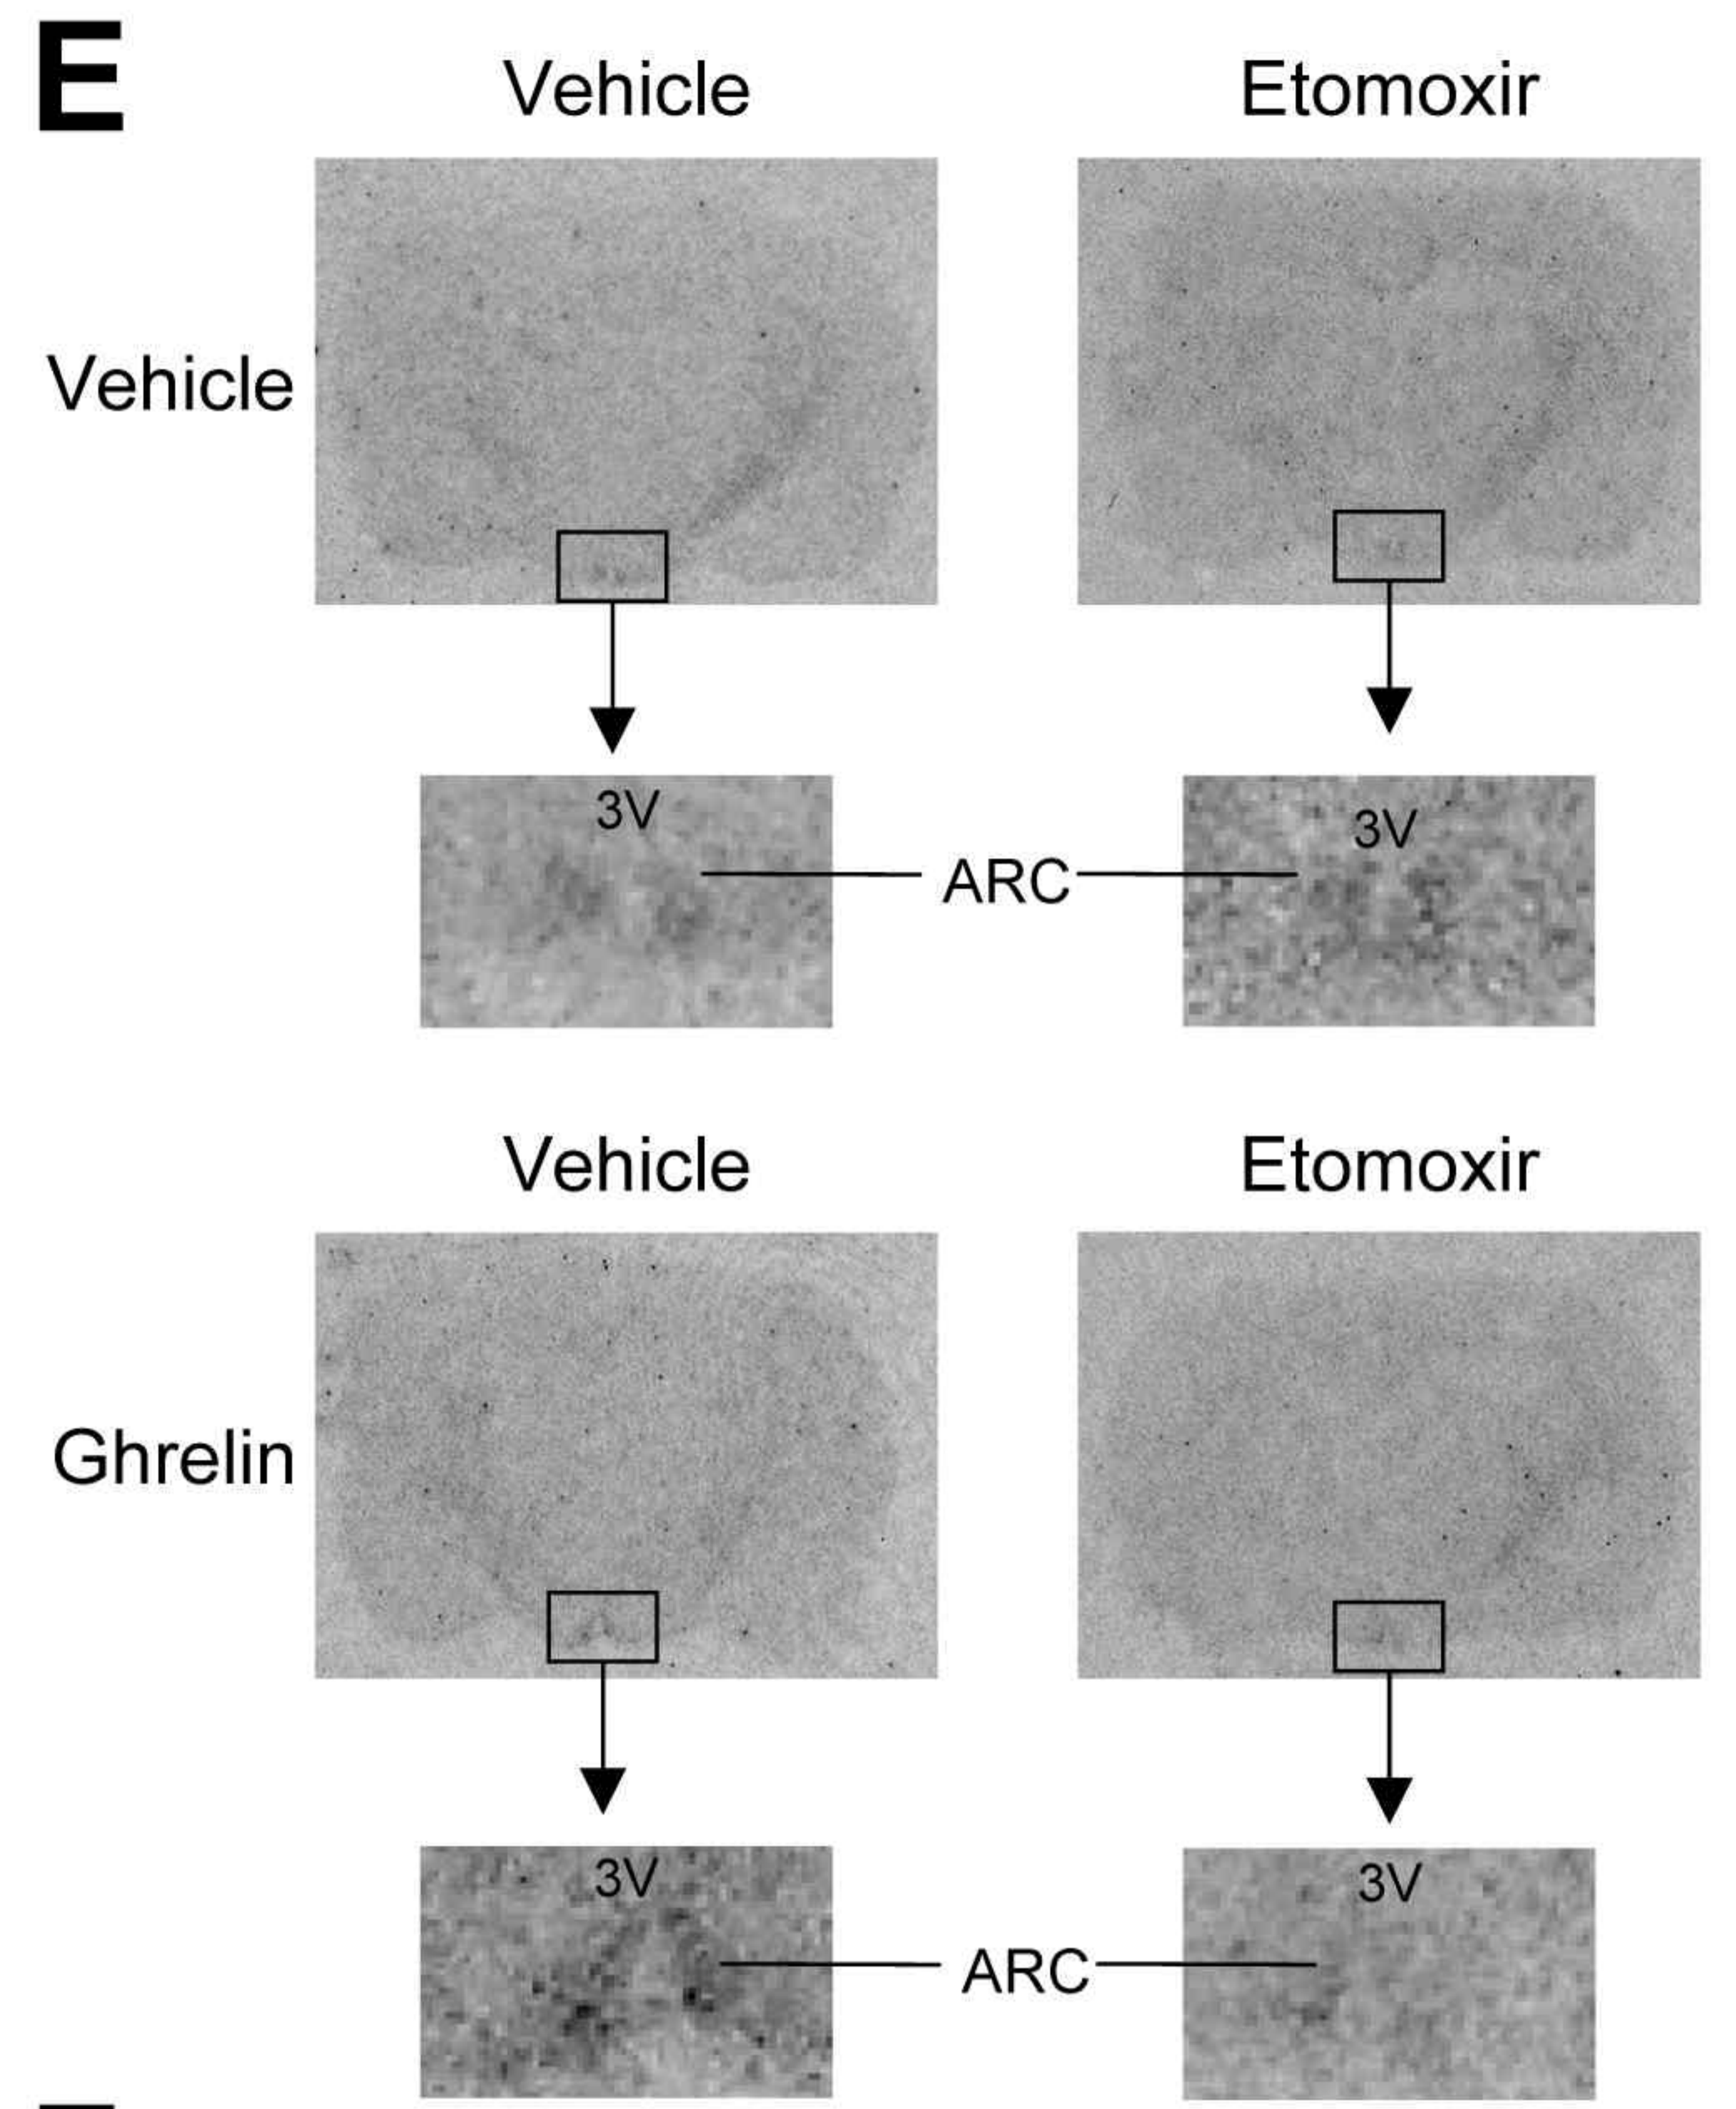 E
Vehicle Etomoxir
Vehicle
3V 3V
ARC
Vehicle Etomoxir
Ghrelin
3V 3V
ARC